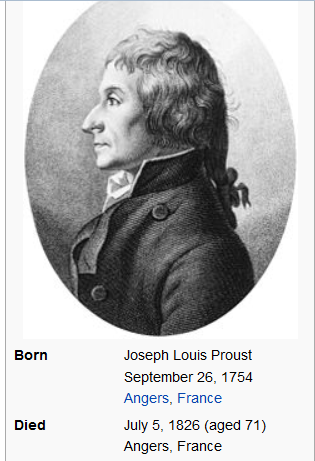 Born Joseph Louis Proust
September 26, 1754
Angers, France
Died July 5, 1826 (aged 71)
Angers, France